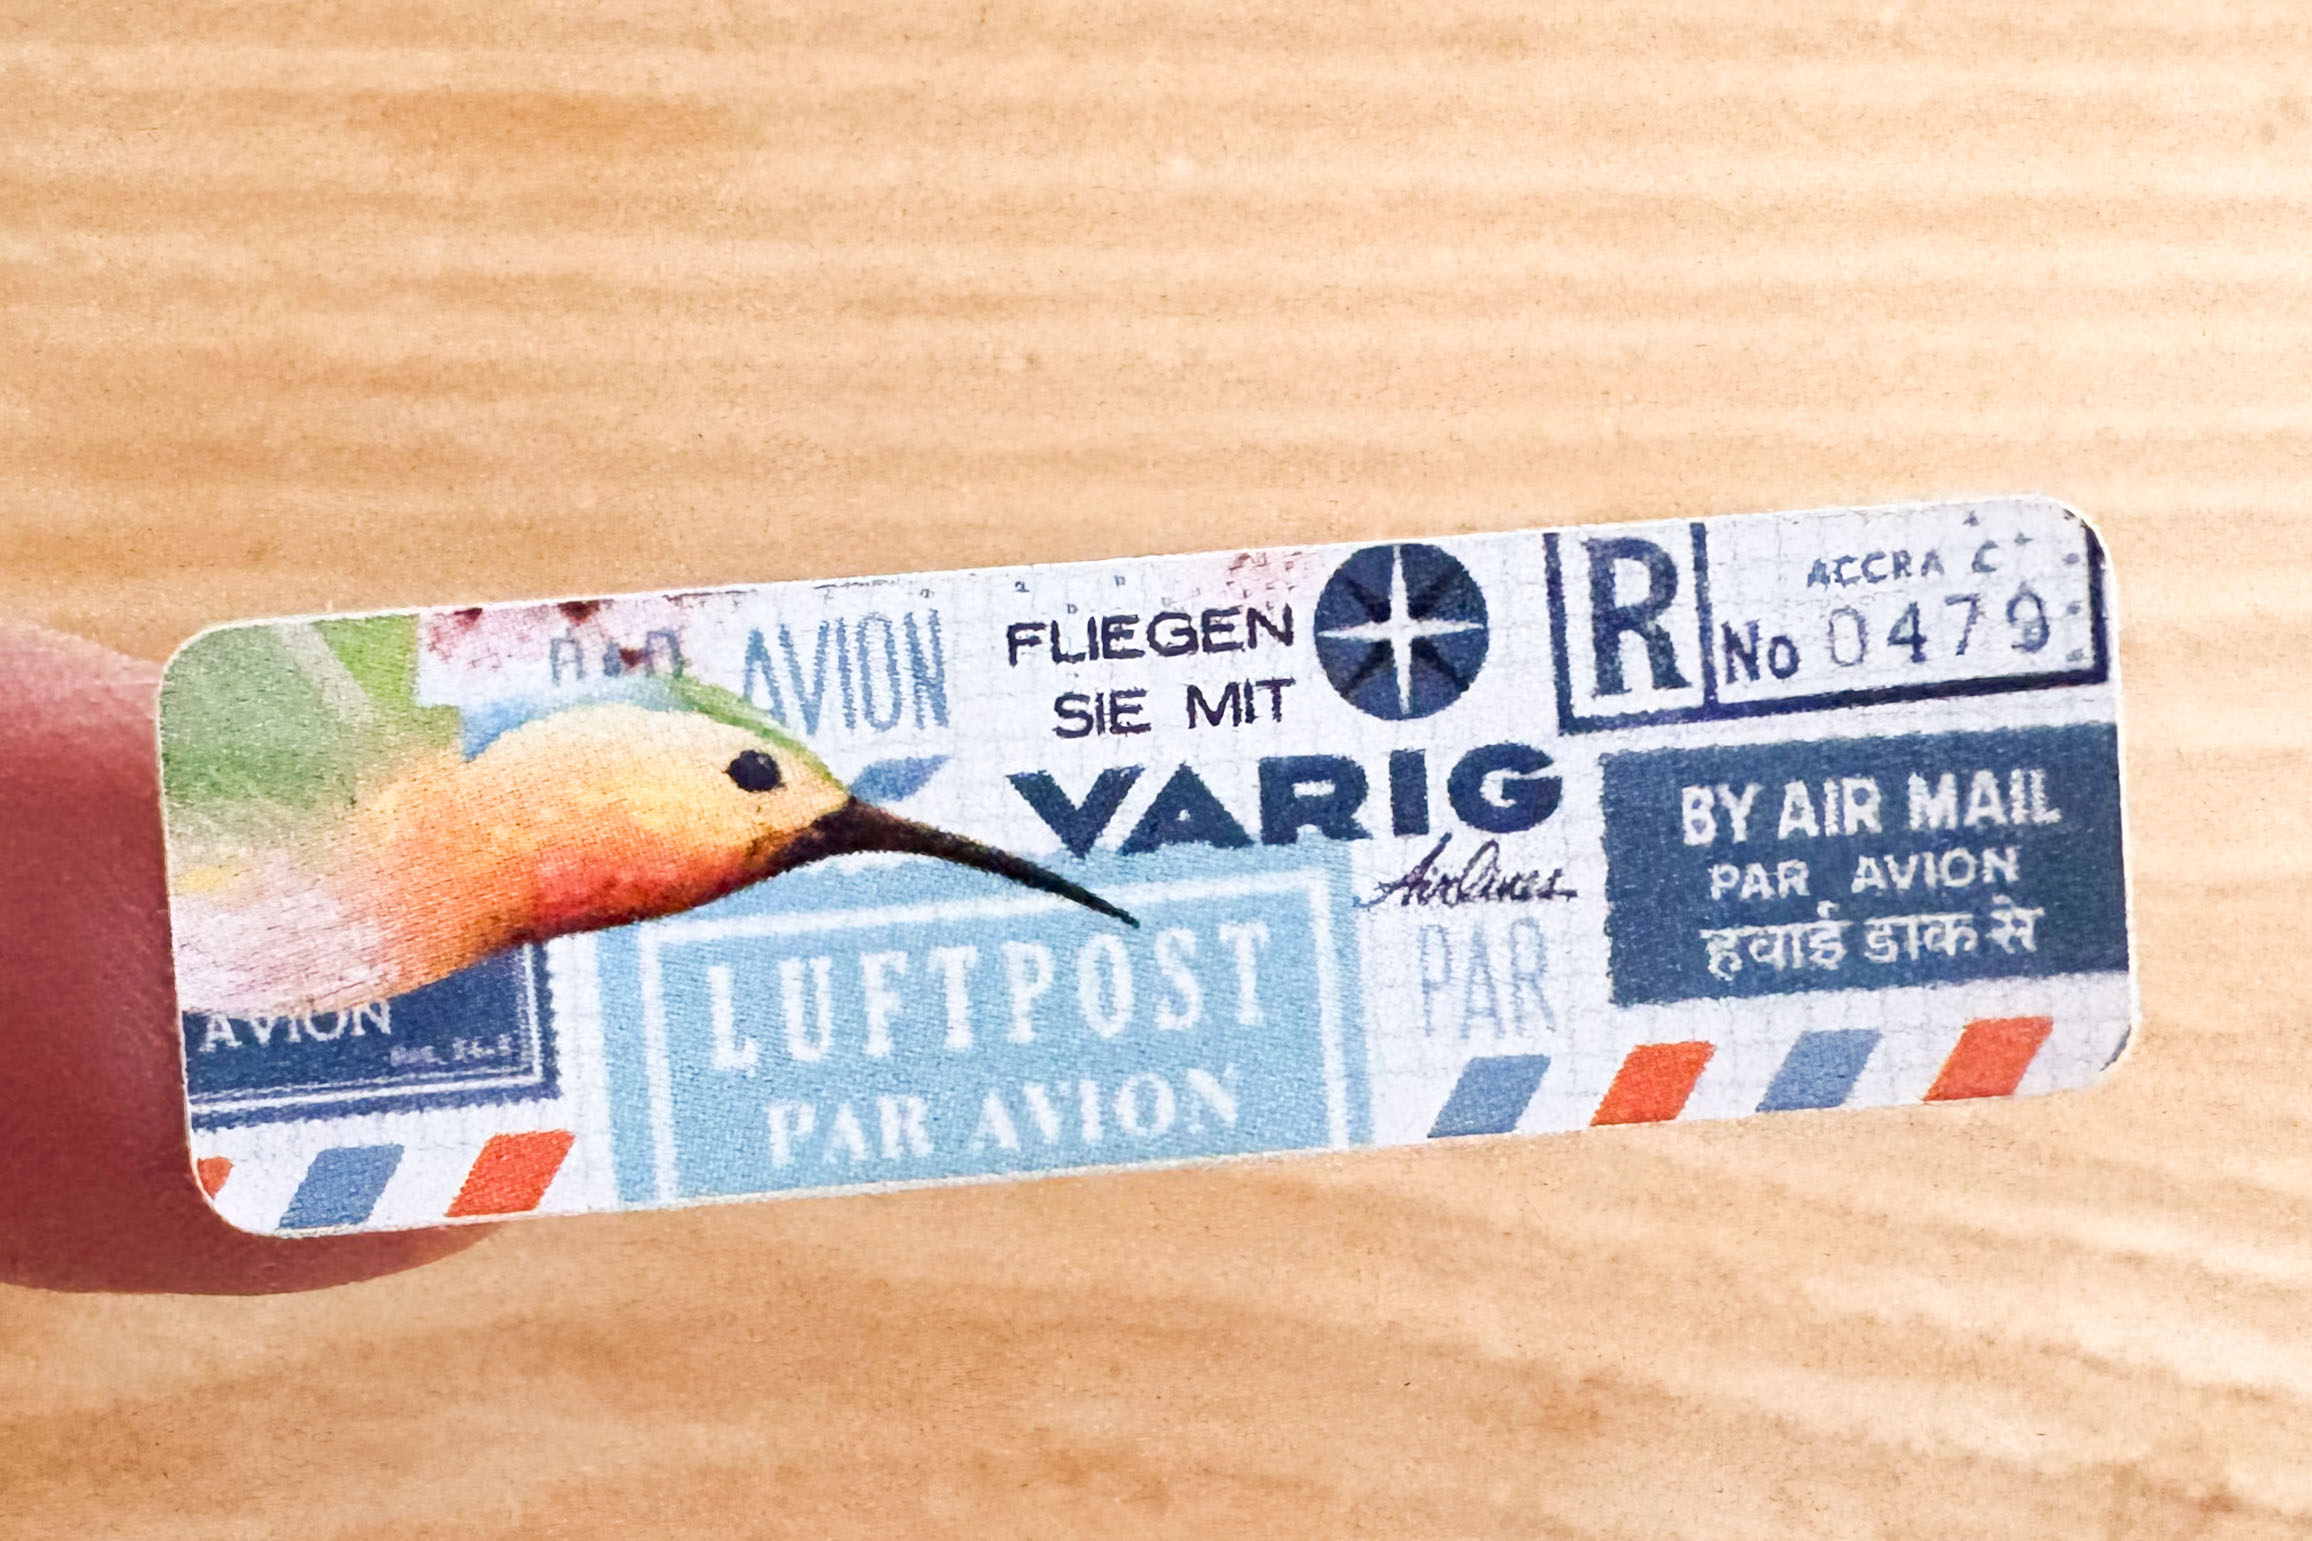 AVION
FLIEGEN
SIE MIT
VARIG
Airlines
R
ACCRA C
No 0479
BY AIR MAIL
PAR AVION
हवाई डाक से
PAR
LUFTPOST
PAR AVION
AVION